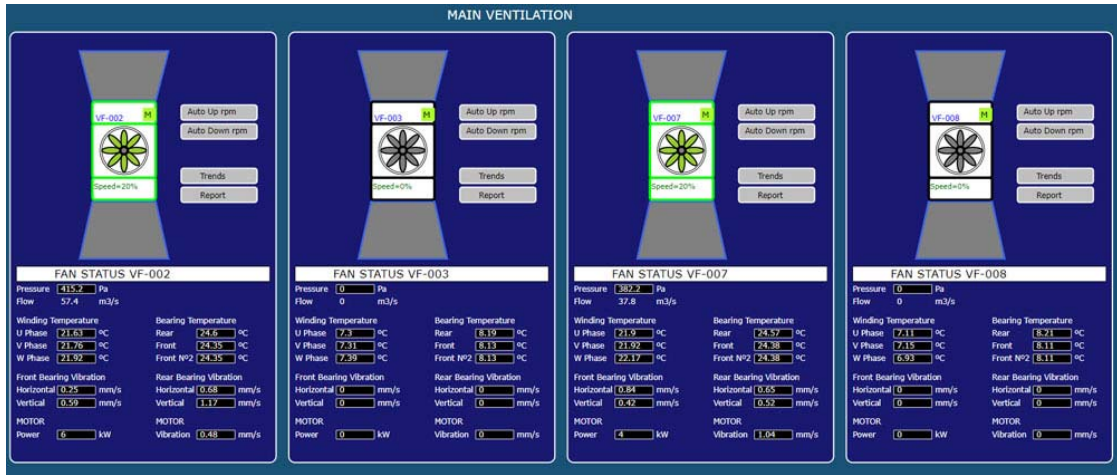 MAIN VENTILATION
VF-002 M
Auto Up rpm
Auto Down rpm
Speed=20%
Trends
Report
FAN STATUS VF-002
Pressure 415.2 Pa
Flow 57.4 m3/s
Winding Temperature Bearing Temperature
U Phase 21.63 ºC Rear 24.6 ºC
V Phase 21.76 ºC Front 24.35 ºC
W Phase 21.92 ºC Front Nº2 24.35 ºC
Front Bearing Vibration Rear Bearing Vibration
Horizontal 0.25 mm/s Horizontal 0.68 mm/s
Vertical 0.59 mm/s Vertical 1.17 mm/s
MOTOR MOTOR
Power 6 kW Vibration 0.48 mm/s
VF-003 M
Auto Up rpm
Auto Down rpm
Speed=0%
Trends
Report
FAN STATUS VF-003
Pressure 0 Pa
Flow 0 m3/s
Winding Temperature Bearing Temperature
U Phase 7.3 ºC Rear 8.19 ºC
V Phase 7.31 ºC Front 8.13 ºC
W Phase 7.39 ºC Front Nº2 8.13 ºC
Front Bearing Vibration Rear Bearing Vibration
Horizontal 0 mm/s Horizontal 0 mm/s
Vertical 0 mm/s Vertical 0 mm/s
MOTOR MOTOR
Power 0 kW Vibration 0 mm/s
VF-007 M
Auto Up rpm
Auto Down rpm
Speed=20%
Trends
Report
FAN STATUS VF-007
Pressure 382.2 Pa
Flow 37.8 m3/s
Winding Temperature Bearing Temperature
U Phase 21.9 ºC Rear 24.57 ºC
V Phase 21.92 ºC Front 24.38 ºC
W Phase 22.17 ºC Front Nº2 24.38 ºC
Front Bearing Vibration Rear Bearing Vibration
Horizontal 0.84 mm/s Horizontal 0.65 mm/s
Vertical 0.42 mm/s Vertical 0.52 mm/s
MOTOR MOTOR
Power 4 kW Vibration 1.04 mm/s
VF-008 M
Auto Up rpm
Auto Down rpm
Speed=0%
Trends
Report
FAN STATUS VF-008
Pressure 0 Pa
Flow 0 m3/s
Winding Temperature Bearing Temperature
U Phase 7.11 ºC Rear 8.21 ºC
V Phase 7.15 ºC Front 8.11 ºC
W Phase 6.93 ºC Front Nº2 8.11 ºC
Front Bearing Vibration Rear Bearing Vibration
Horizontal 0 mm/s Horizontal 0 mm/s
Vertical 0 mm/s Vertical 0 mm/s
MOTOR MOTOR
Power 0 kW Vibration 0 mm/s